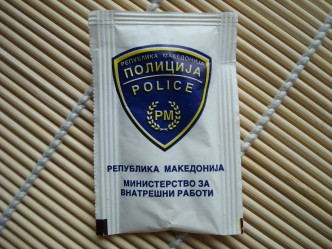 РЕПУБЛИКА МАКЕДОНИЈА
ПОЛИЦИЈА
POLICE
РМ
РЕПУБЛИКА МАКЕДОНИЈА
МИНИСТЕРСТВО ЗА
ВНАТРЕШНИ РАБОТИ